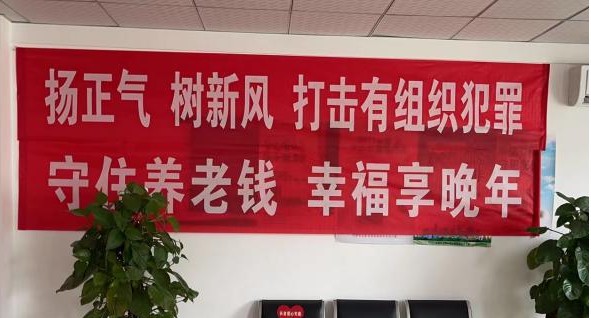 扬正气 树新风 打击有组织犯罪
守住养老钱 幸福享晚年